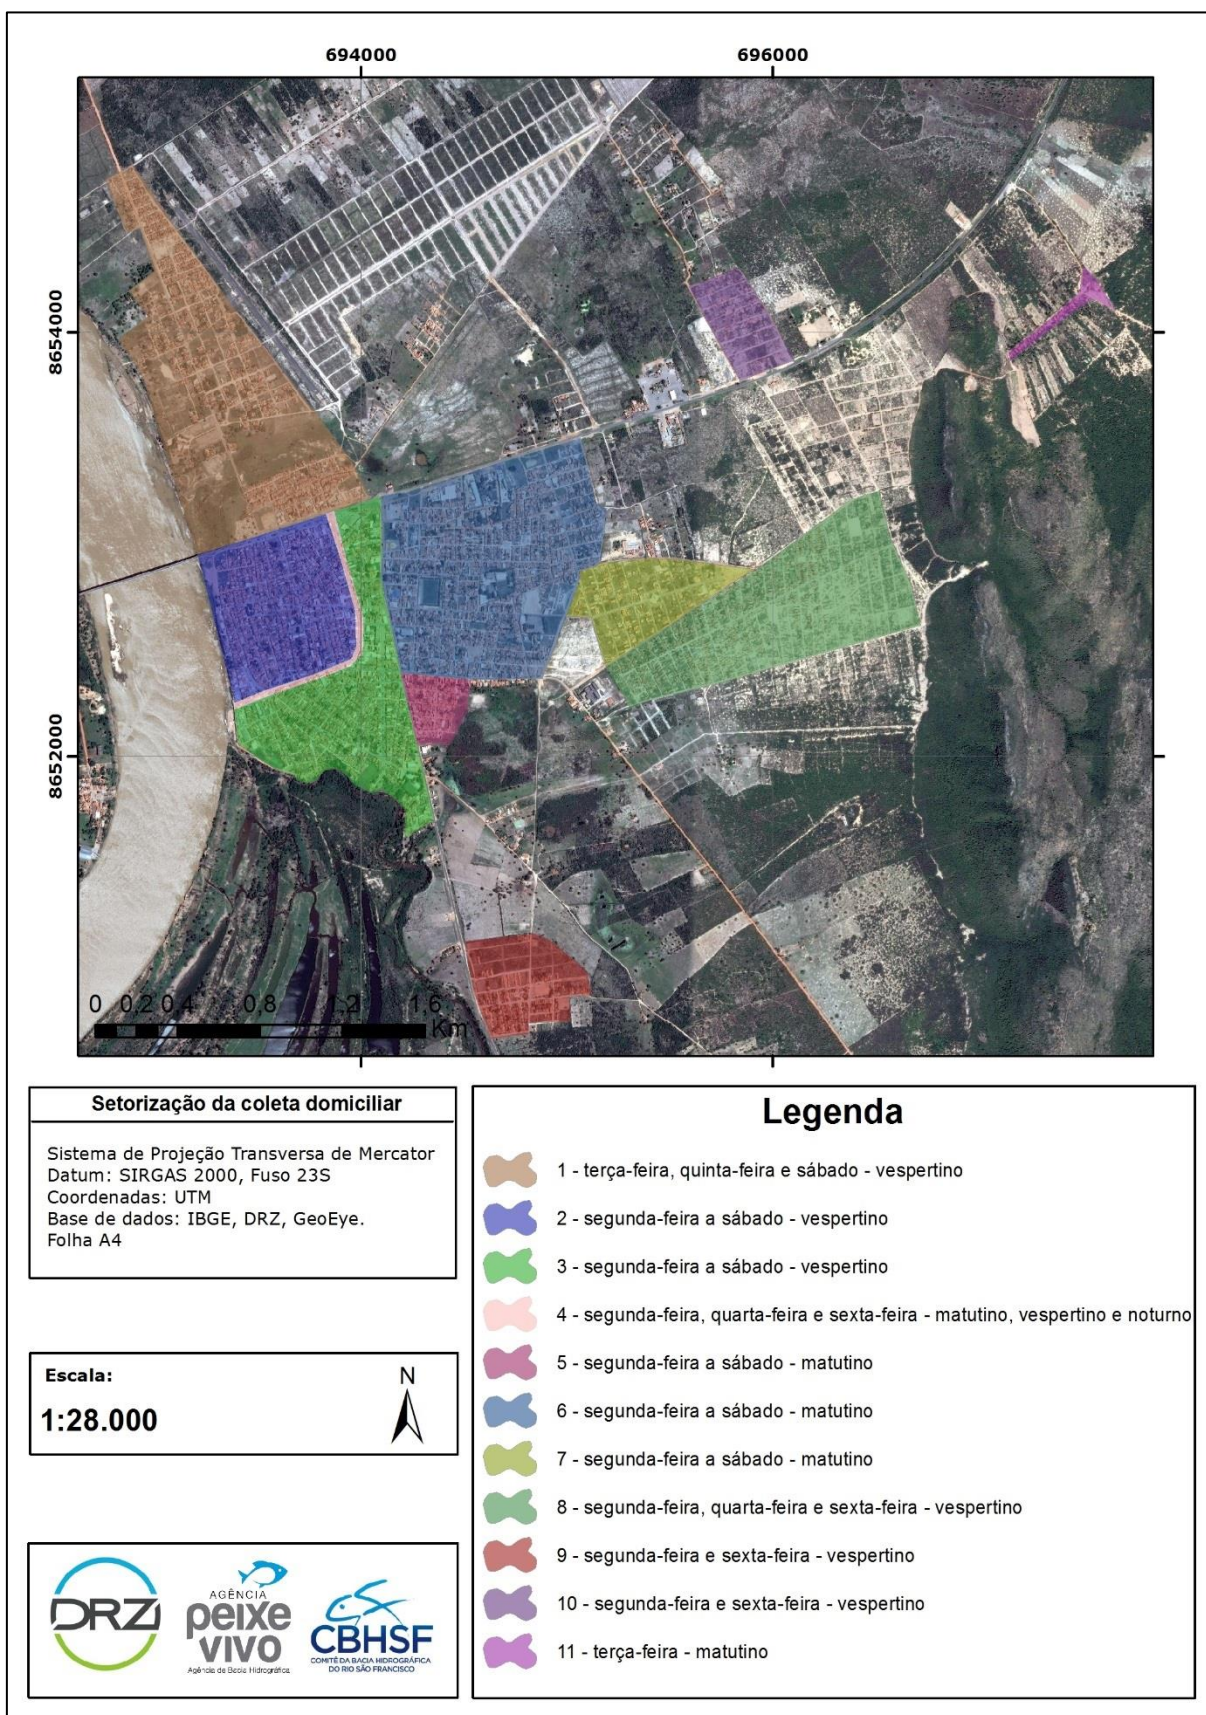 694000
696000
8654000
8652000
0 0,2 0,4 0,8 1,2 1,6
Km
Setorização da coleta domiciliar
Sistema de Projeção Transversa de Mercator
Datum: SIRGAS 2000, Fuso 23S
Coordenadas: UTM
Base de dados: IBGE, DRZ, GeoEye.
Folha A4
Escala:
1:28.000
N
DRZ
AGÊNCIA
peixe
vivo
Agência de Bacia Hidrográfica
CBHSF
COMITÊ DA BACIA HIDROGRÁFICA
DO RIO SÃO FRANCISCO
Legenda
1 - terça-feira, quinta-feira e sábado - vespertino
2 - segunda-feira a sábado - vespertino
3 - segunda-feira a sábado - vespertino
4 - segunda-feira, quarta-feira e sexta-feira - matutino, vespertino e noturno
5 - segunda-feira a sábado - matutino
6 - segunda-feira a sábado - matutino
7 - segunda-feira a sábado - matutino
8 - segunda-feira, quarta-feira e sexta-feira - vespertino
9 - segunda-feira e sexta-feira - vespertino
10 - segunda-feira e sexta-feira - vespertino
11 - terça-feira - matutino